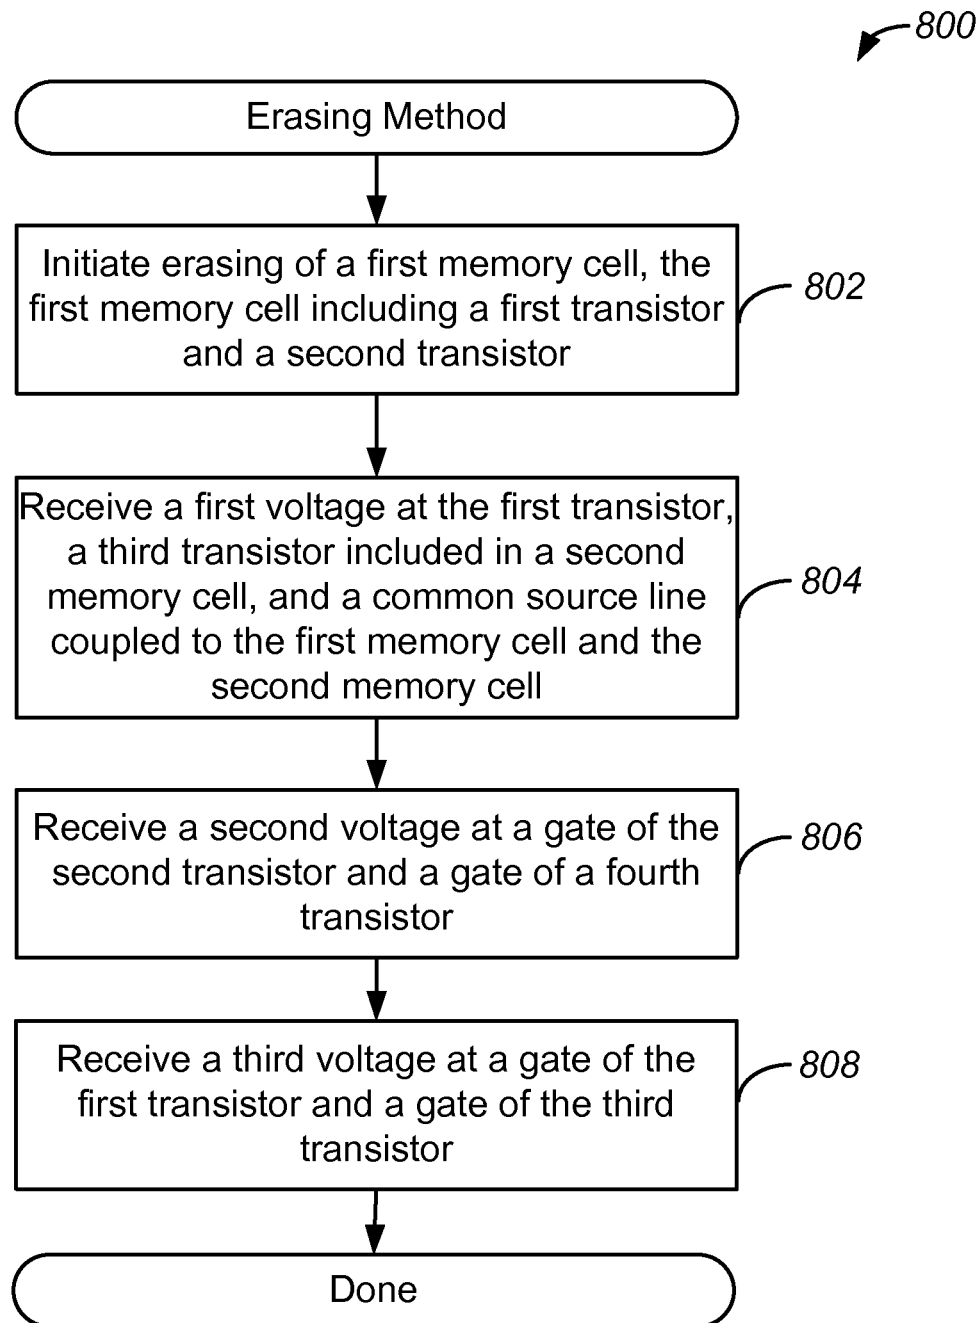 800
Erasing Method
Initiate erasing of a first memory cell, the
first memory cell including a first transistor
and a second transistor
802
Receive a first voltage at the first transistor,
a third transistor included in a second
memory cell, and a common source line
coupled to the first memory cell and the
second memory cell
804
Receive a second voltage at a gate of the
second transistor and a gate of a fourth
transistor
806
Receive a third voltage at a gate of the
first transistor and a gate of the third
transistor
808
Done